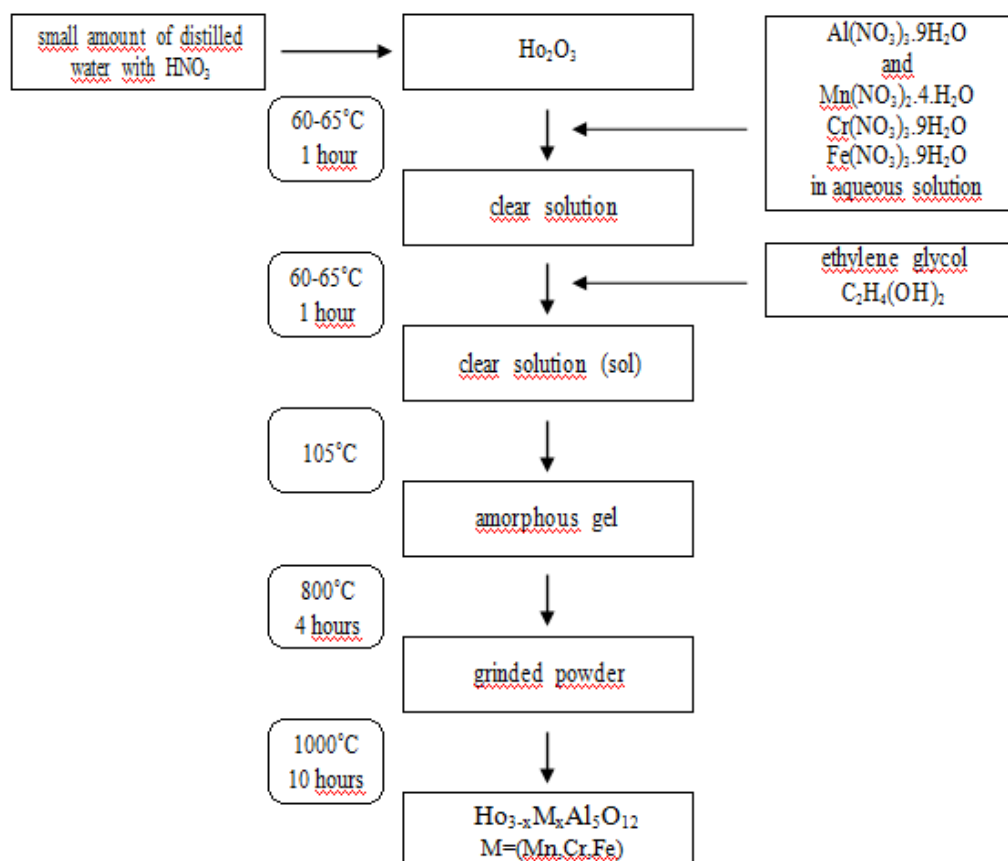 small amount of distilled
water with HNO₃
Ho₂O₃
Al(NO₃)₃.9H₂O
and
Mn(NO₃)₂.4.H₂O
Cr(NO₃)₃.9H₂O
Fe(NO₃)₃.9H₂O
in aqueous solution
60-65°C
1 hour
clear solution
ethylene glycol
C₂H₄(OH)₂
60-65°C
1 hour
clear solution (sol)
105°C
amorphous gel
800°C
4 hours
grinded powder
1000°C
10 hours
Ho₃₋ₓMₓAl₅O₁₂
M=(Mn,Cr,Fe)